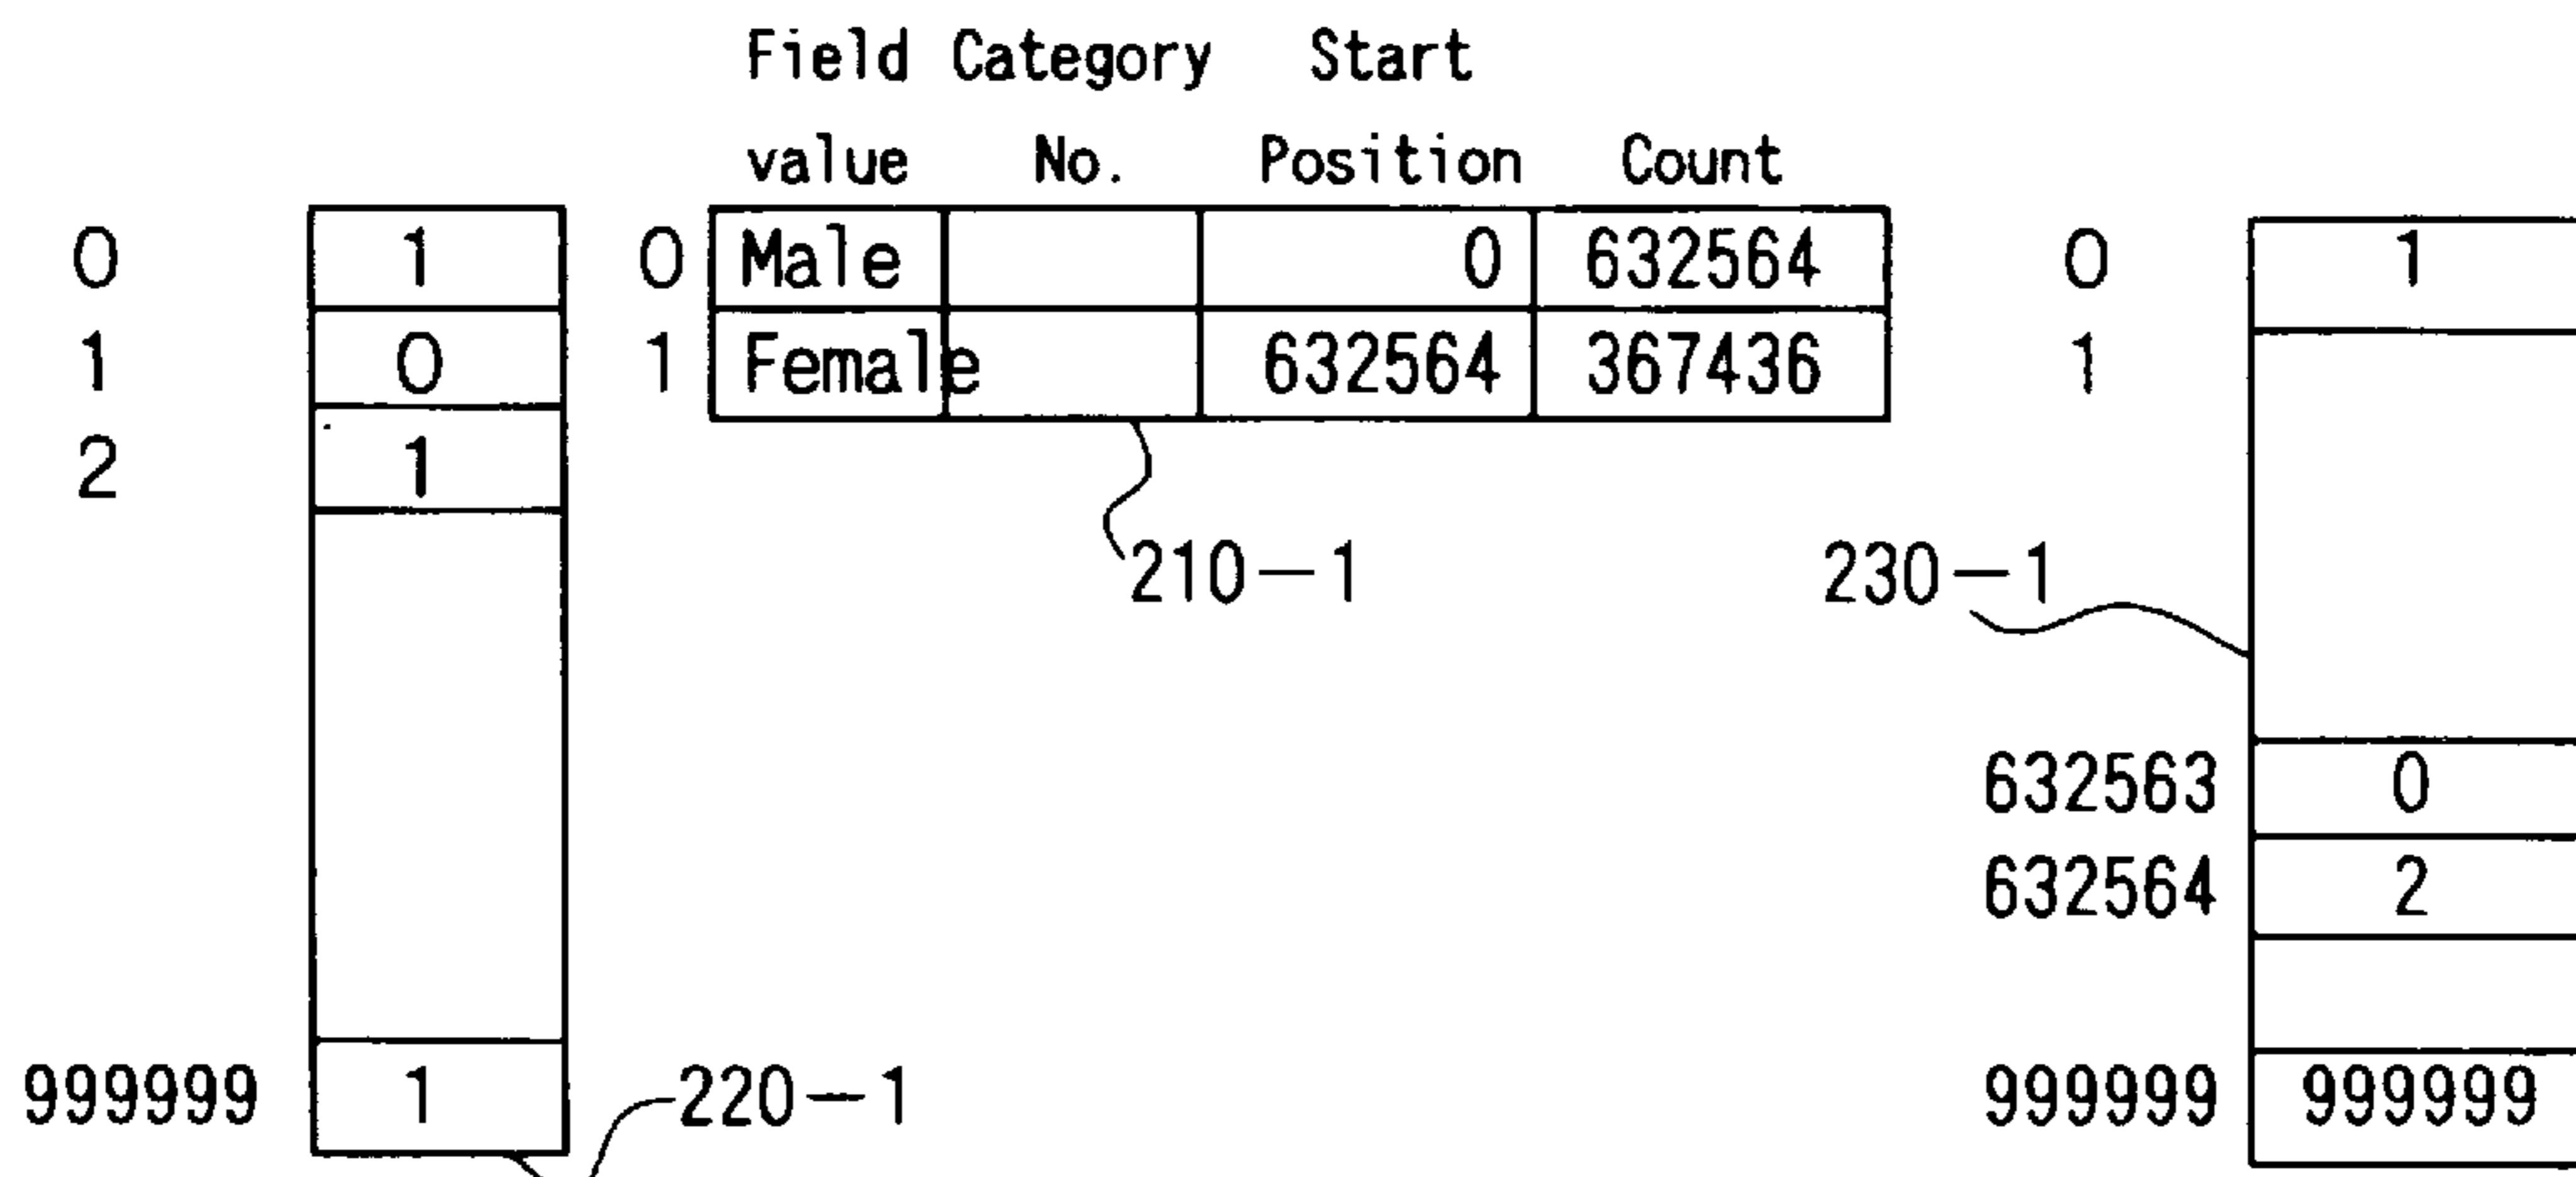 Field Category Start
value No. Position Count
0 1 0 Male 0 632564 0 1
1 0 1 Female 632564 367436 1
2 1
210-1 230-1
632563 0
632564 2
999999 1 220-1 999999 999999